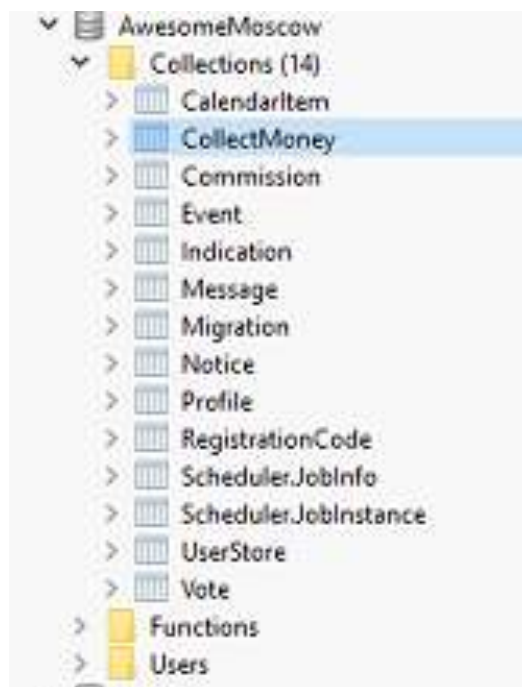 AwesomeMoscow
Collections (14)
CalendarItem
CollectMoney
Commission
Event
Indication
Message
Migration
Notice
Profile
RegistrationCode
Scheduler.JobInfo
Scheduler.JobInstance
UserStore
Vote
Functions
Users